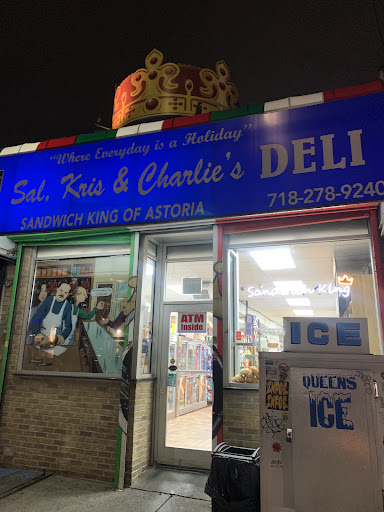 "Where Everyday is a Holiday"
Sal, Kris & Charlie's DELI
SANDWICH KING OF ASTORIA
718-278-9240
Sandwich King
ATM
Inside
ICE
QUEENS
ICE